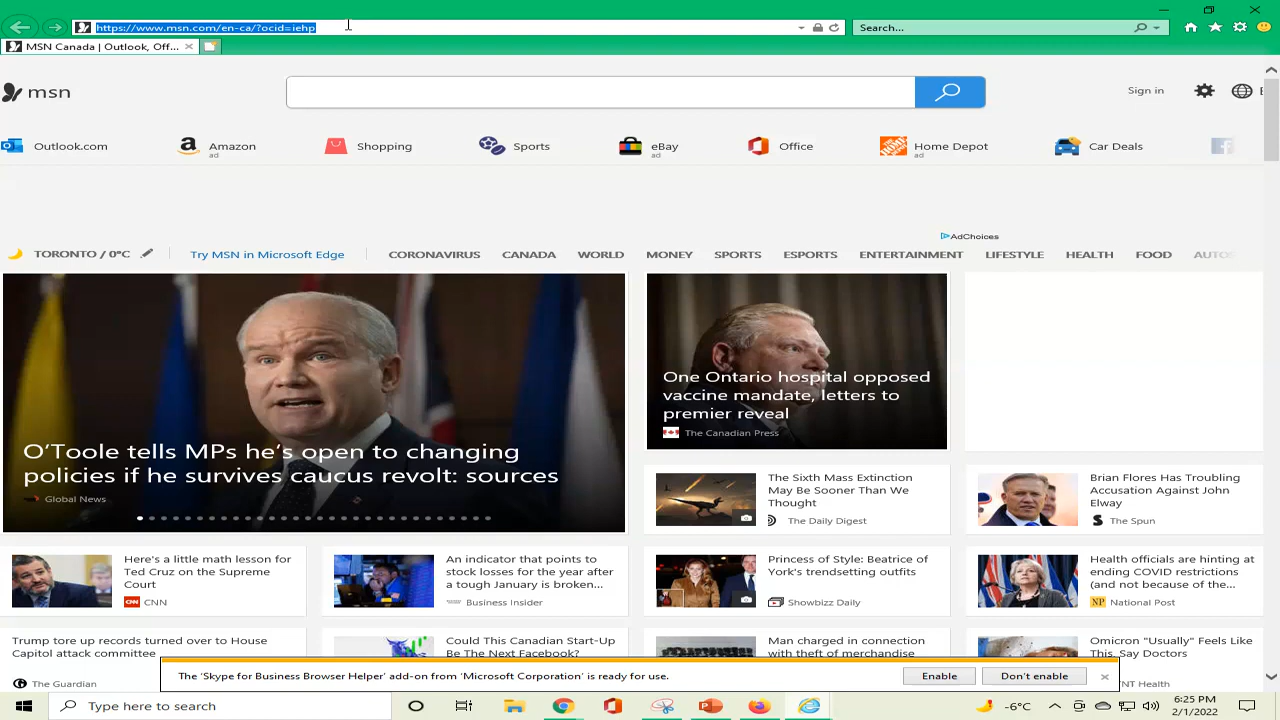 https://www.msn.com/en-ca/?ocid=iehp
Search...
MSN Canada | Outlook, Off...
msn
Sign in
Outlook.com
Amazon
ad
Shopping
Sports
eBay
ad
Office
Home Depot
ad
Car Deals
AdChoices
TORONTO / 0°C
Try MSN in Microsoft Edge
CORONAVIRUS
CANADA
WORLD
MONEY
SPORTS
ESPORTS
ENTERTAINMENT
LIFESTYLE
HEALTH
FOOD
AUTOS
O'Toole tells MPs he's open to changing
policies if he survives caucus revolt: sources
Global News
One Ontario hospital opposed
vaccine mandate, letters to
premier reveal
The Canadian Press
The Sixth Mass Extinction
May Be Sooner Than We
Thought
The Daily Digest
Brian Flores Has Troubling
Accusation Against John
Elway
The Spun
Here's a little math lesson for
Ted Cruz on the Supreme
Court
CNN
An indicator that points to
stock losses for the year after
a tough January is broken...
Business Insider
Princess of Style: Beatrice of
York's trendsetting outfits
Showbizz Daily
Health officials are hinting at
ending COVID restrictions
(and not because of the...
NP National Post
Trump tore up records turned over to House
Capitol attack committee
The Guardian
Could This Canadian Start-Up
Be The Next Facebook?
Man charged in connection
with theft of merchandise
Omicron "Usually" Feels Like
This, Say Doctors
NT Health
The 'Skype for Business Browser Helper' add-on from 'Microsoft Corporation' is ready for use.
Enable
Don't enable
Type here to search
-6°C
6:25 PM
2/1/2022